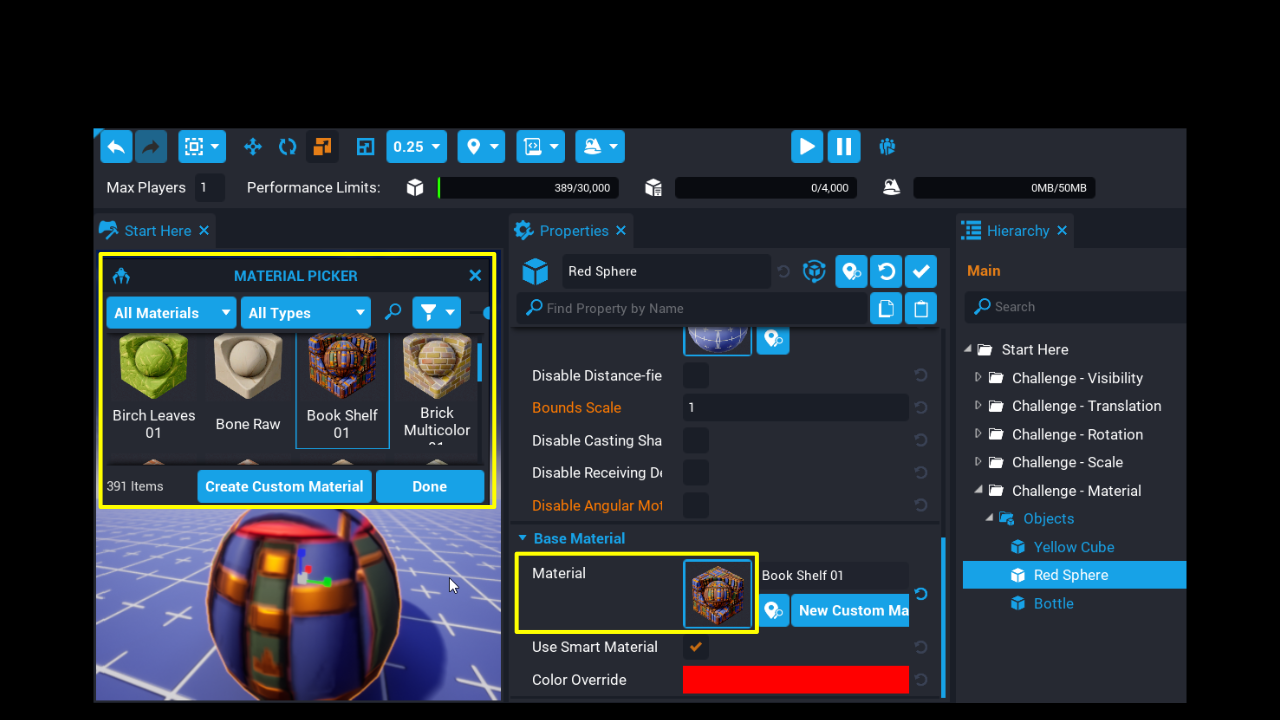 0.25
Max Players 1 Performance Limits: 389/30,000 0/4,000 0MB/50MB
Start Here
MATERIAL PICKER
All Materials All Types
Birch Leaves
01
Bone Raw
Book Shelf
01
Brick
Multicolor
391 Items Create Custom Material Done
Properties
Red Sphere
Find Property by Name
Disable Distance-fie
Bounds Scale 1
Disable Casting Sha
Disable Receiving De
Disable Angular Mot
Base Material
Material Book Shelf 01
New Custom Ma
Use Smart Material
Color Override
Hierarchy
Main
Search
Start Here
Challenge - Visibility
Challenge - Translation
Challenge - Rotation
Challenge - Scale
Challenge - Material
Objects
Yellow Cube
Red Sphere
Bottle